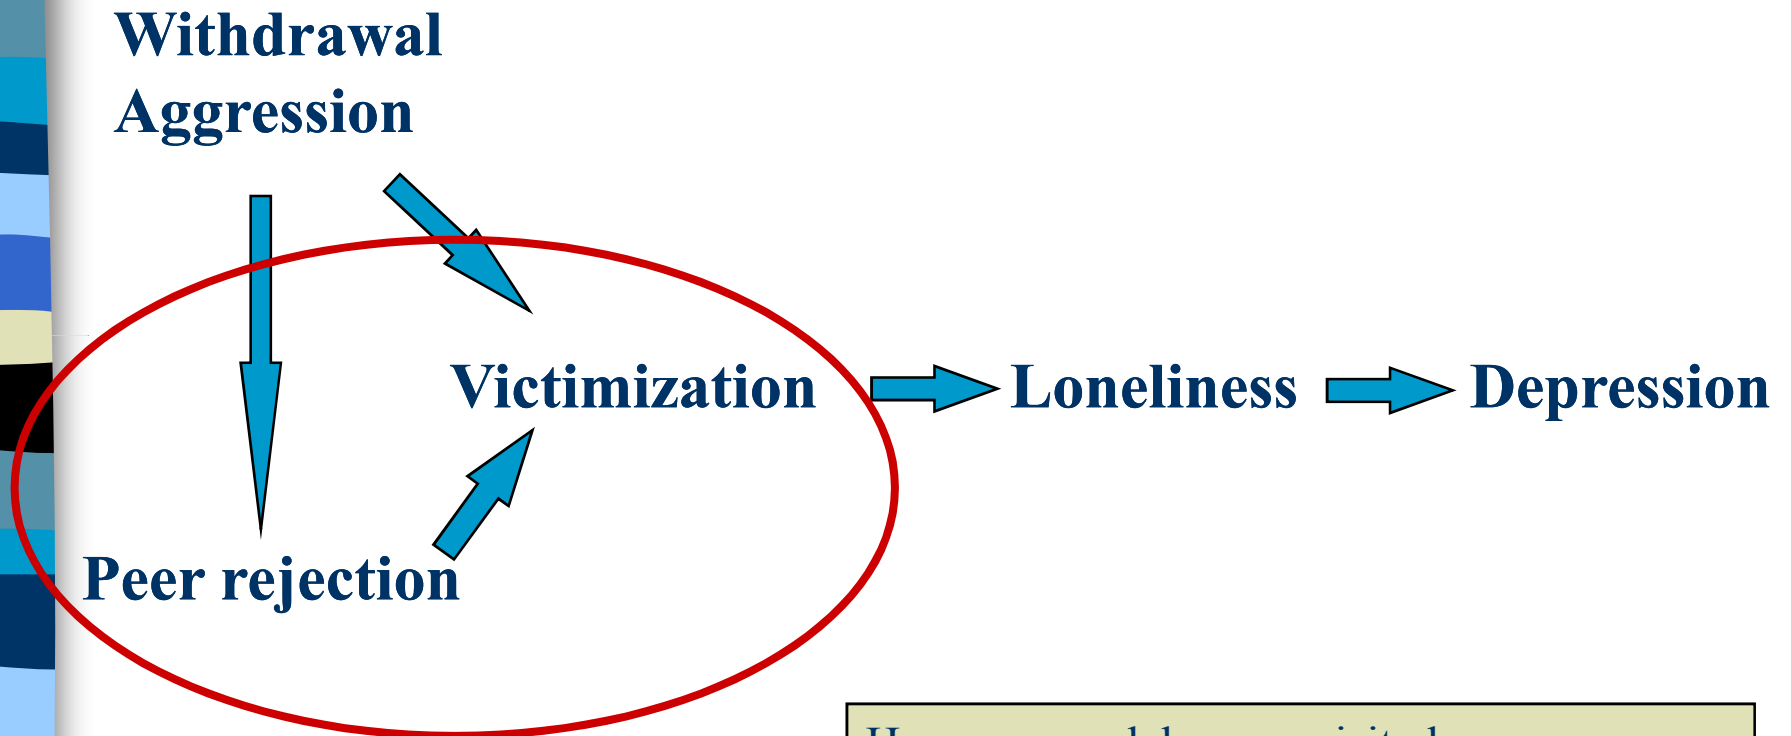 Withdrawal
Aggression
Victimization Loneliness Depression
Peer rejection